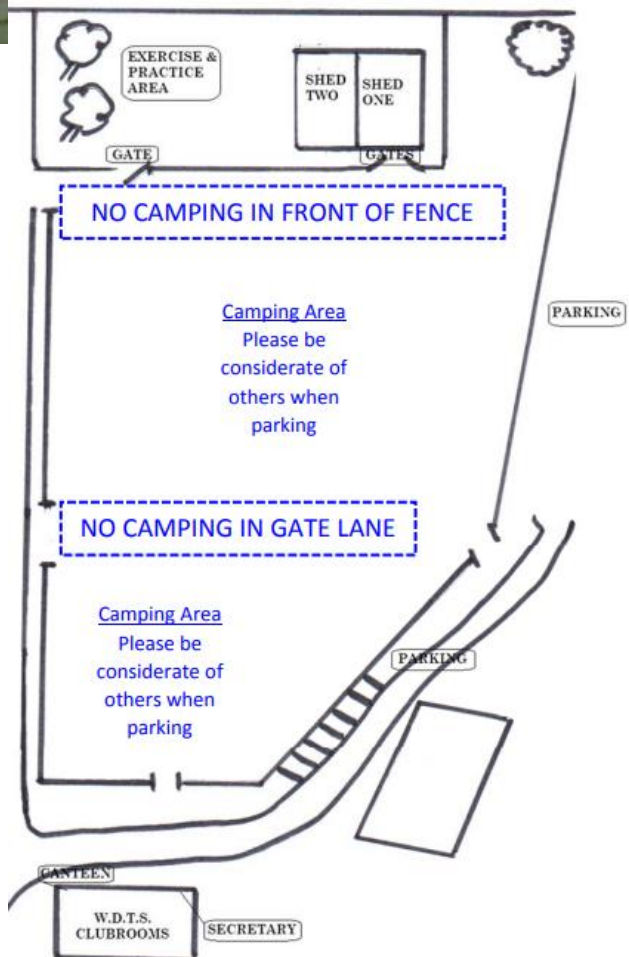 EXERCISE &
PRACTICE
AREA
SHED
TWO
SHED
ONE
GATE
GATES
NO CAMPING IN FRONT OF FENCE
Camping Area
Please be
considerate of
others when
parking
PARKING
NO CAMPING IN GATE LANE
Camping Area
Please be
considerate of
others when
parking
PARKING
CANTEEN
W.D.T.S.
CLUBROOMS
SECRETARY